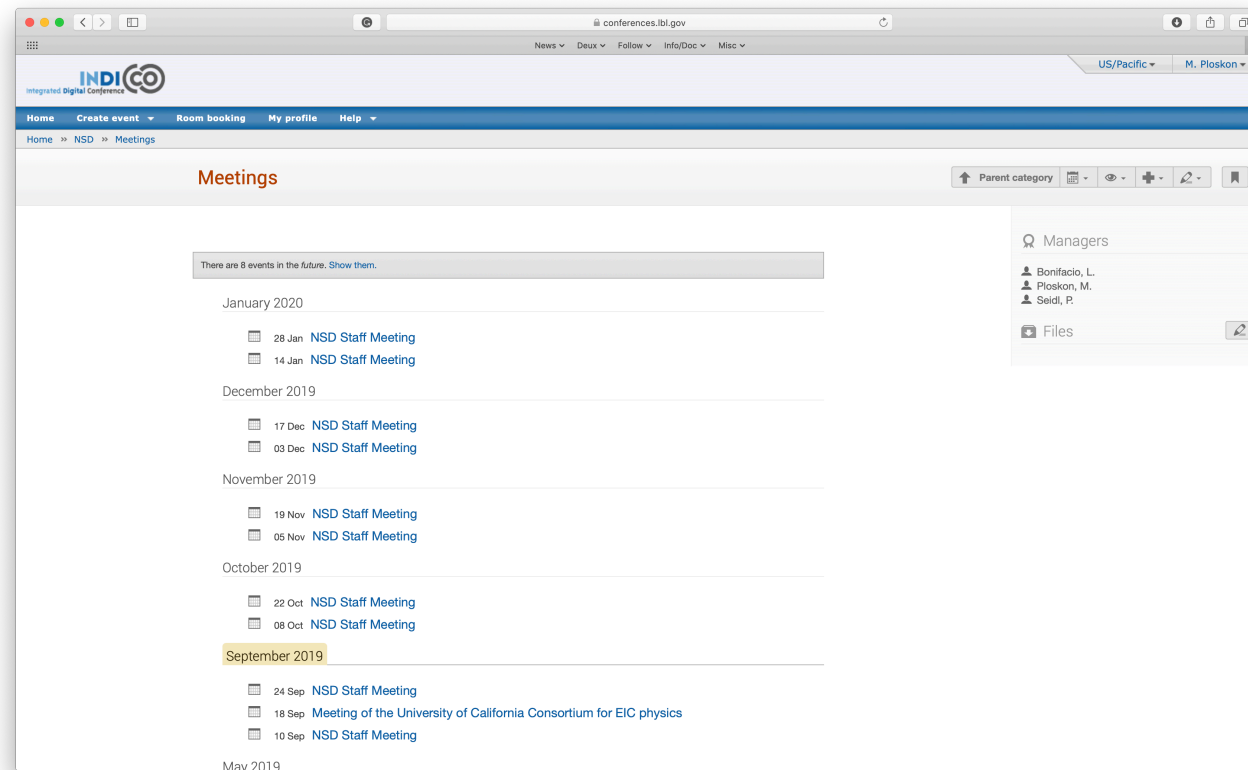 conferences.lbl.gov
News Deux Follow Info/Doc Misc
US/Pacific M. Ploskon
INDICO
Integrated Digital Conference
Home Create event Room booking My profile Help
Home » NSD » Meetings
Meetings
Parent category
There are 8 events in the future. Show them.
January 2020
28 Jan NSD Staff Meeting
14 Jan NSD Staff Meeting
December 2019
17 Dec NSD Staff Meeting
03 Dec NSD Staff Meeting
November 2019
19 Nov NSD Staff Meeting
05 Nov NSD Staff Meeting
October 2019
22 Oct NSD Staff Meeting
08 Oct NSD Staff Meeting
September 2019
24 Sep NSD Staff Meeting
18 Sep Meeting of the University of California Consortium for EIC physics
10 Sep NSD Staff Meeting
May 2019
Managers
Bonifacio, L.
Ploskon, M.
Seidl, P.
Files